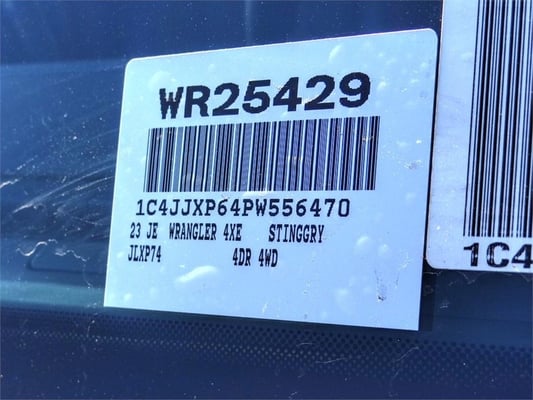 WR25429
1C4JJXP64PW556470
23 JE WRANGLER 4XE STINGGRY
JLXP74 4DR 4WD
1C4